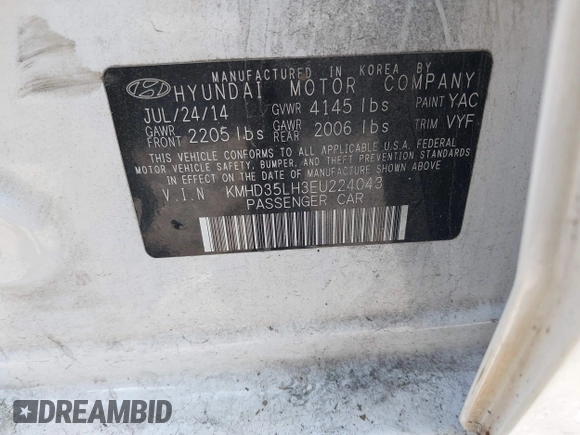 MANUFACTURED IN KOREA BY
HYUNDAI MOTOR COMPANY
JUL/24/14 GVWR 4145 lbs PAINT YAC
GAWR FRONT 2205 lbs GAWR REAR 2006 lbs TRIM VYF
THIS VEHICLE CONFORMS TO ALL APPLICABLE U.S.A. FEDERAL
MOTOR VEHICLE SAFETY, BUMPER, AND THEFT PREVENTION STANDARDS
IN EFFECT ON THE DATE OF MANUFACTURE SHOWN ABOVE.
V.I.N KMHD35LH3EU224043
PASSENGER CAR
DREAMBID